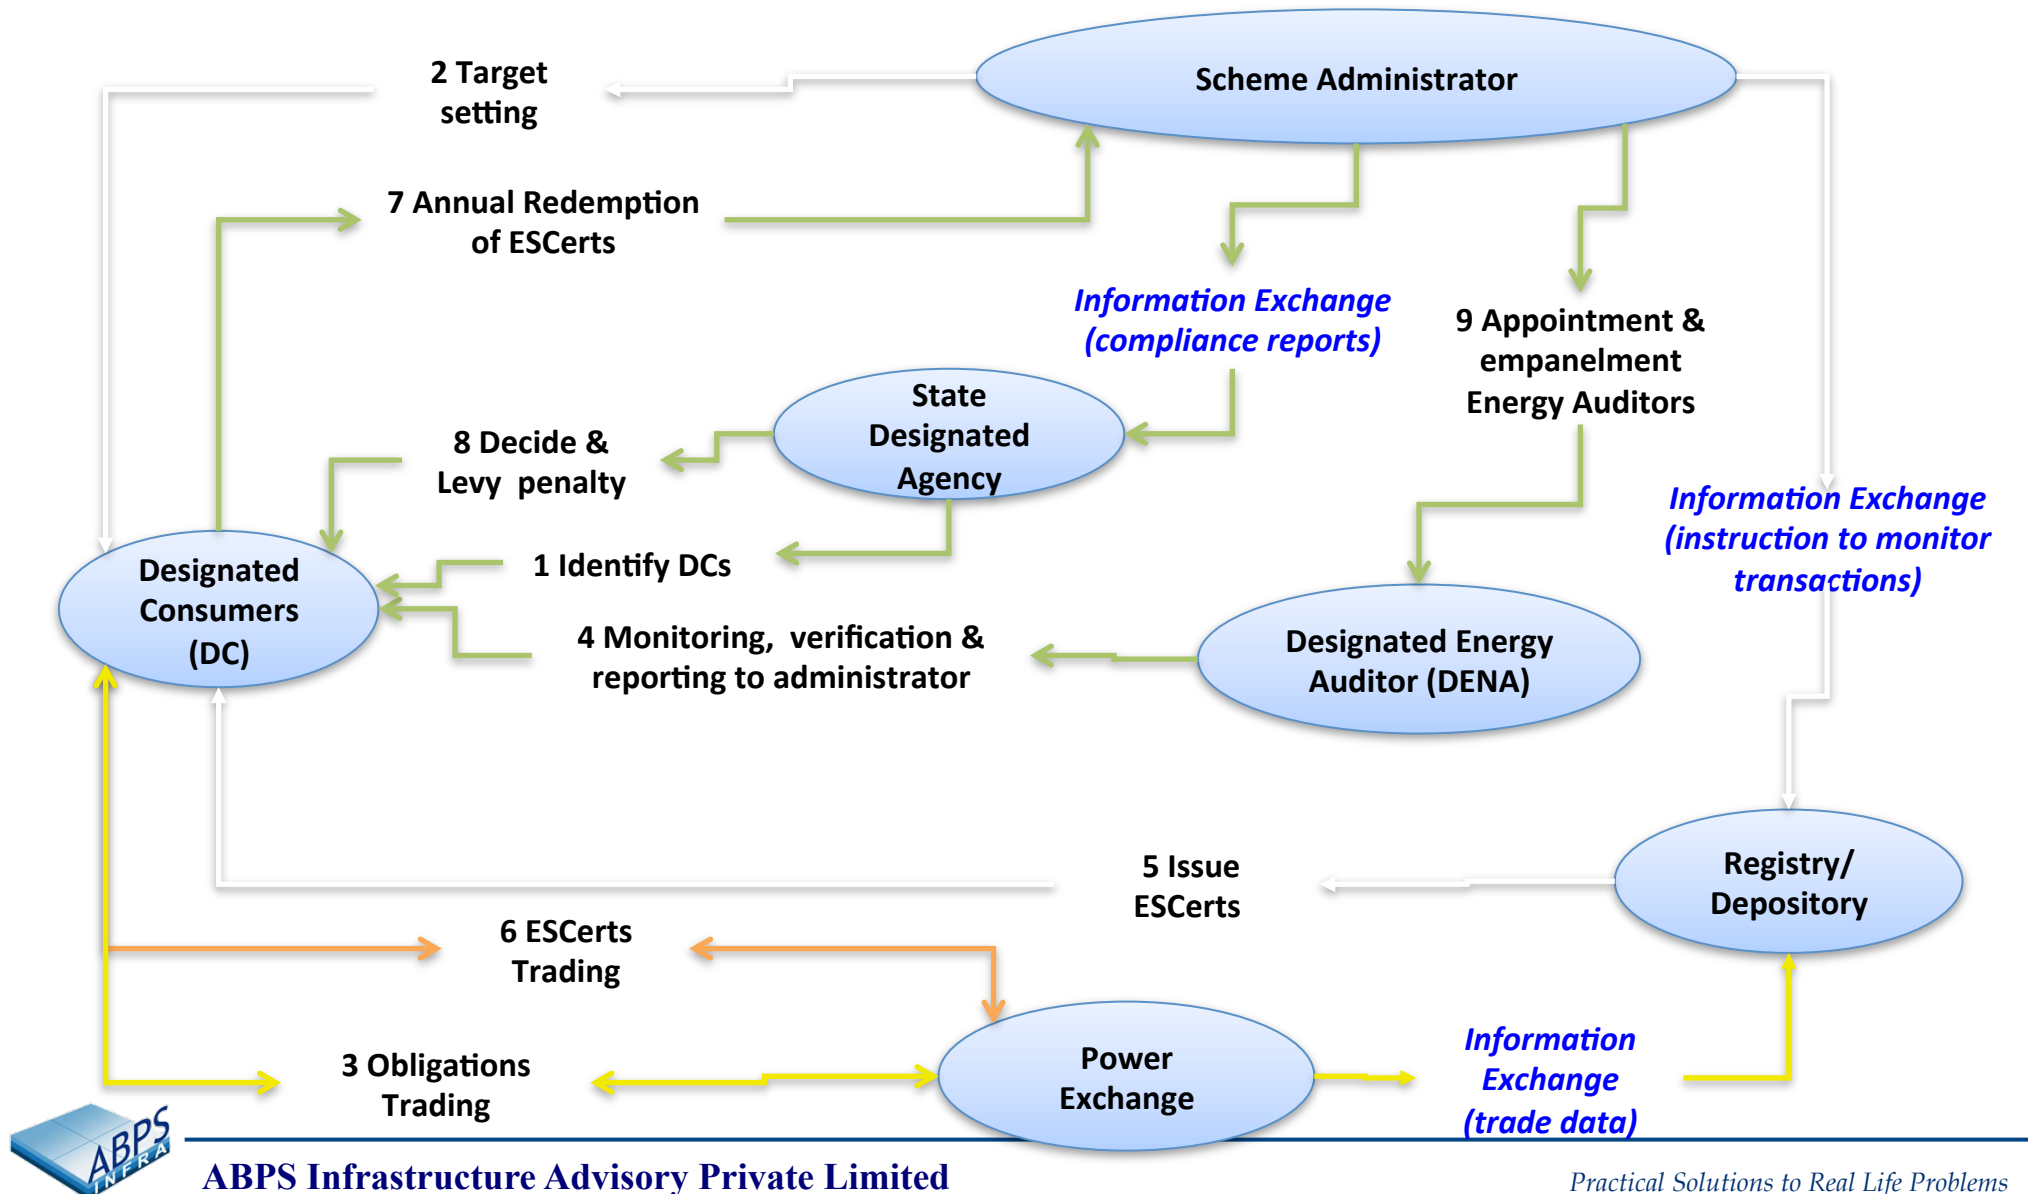 Scheme Administrator
2 Target
setting
7 Annual Redemption
of ESCerts
Information Exchange
(compliance reports)
9 Appointment &
empanelment
Energy Auditors
State
Designated
Agency
8 Decide &
Levy penalty
Information Exchange
(instruction to monitor
transactions)
1 Identify DCs
Designated
Consumers
(DC)
4 Monitoring, verification &
reporting to administrator
Designated Energy
Auditor (DENA)
5 Issue
ESCerts
Registry/
Depository
6 ESCerts
Trading
3 Obligations
Trading
Power
Exchange
Information
Exchange
(trade data)
ABPS
INFRA
ABPS Infrastructure Advisory Private Limited
Practical Solutions to Real Life Problems